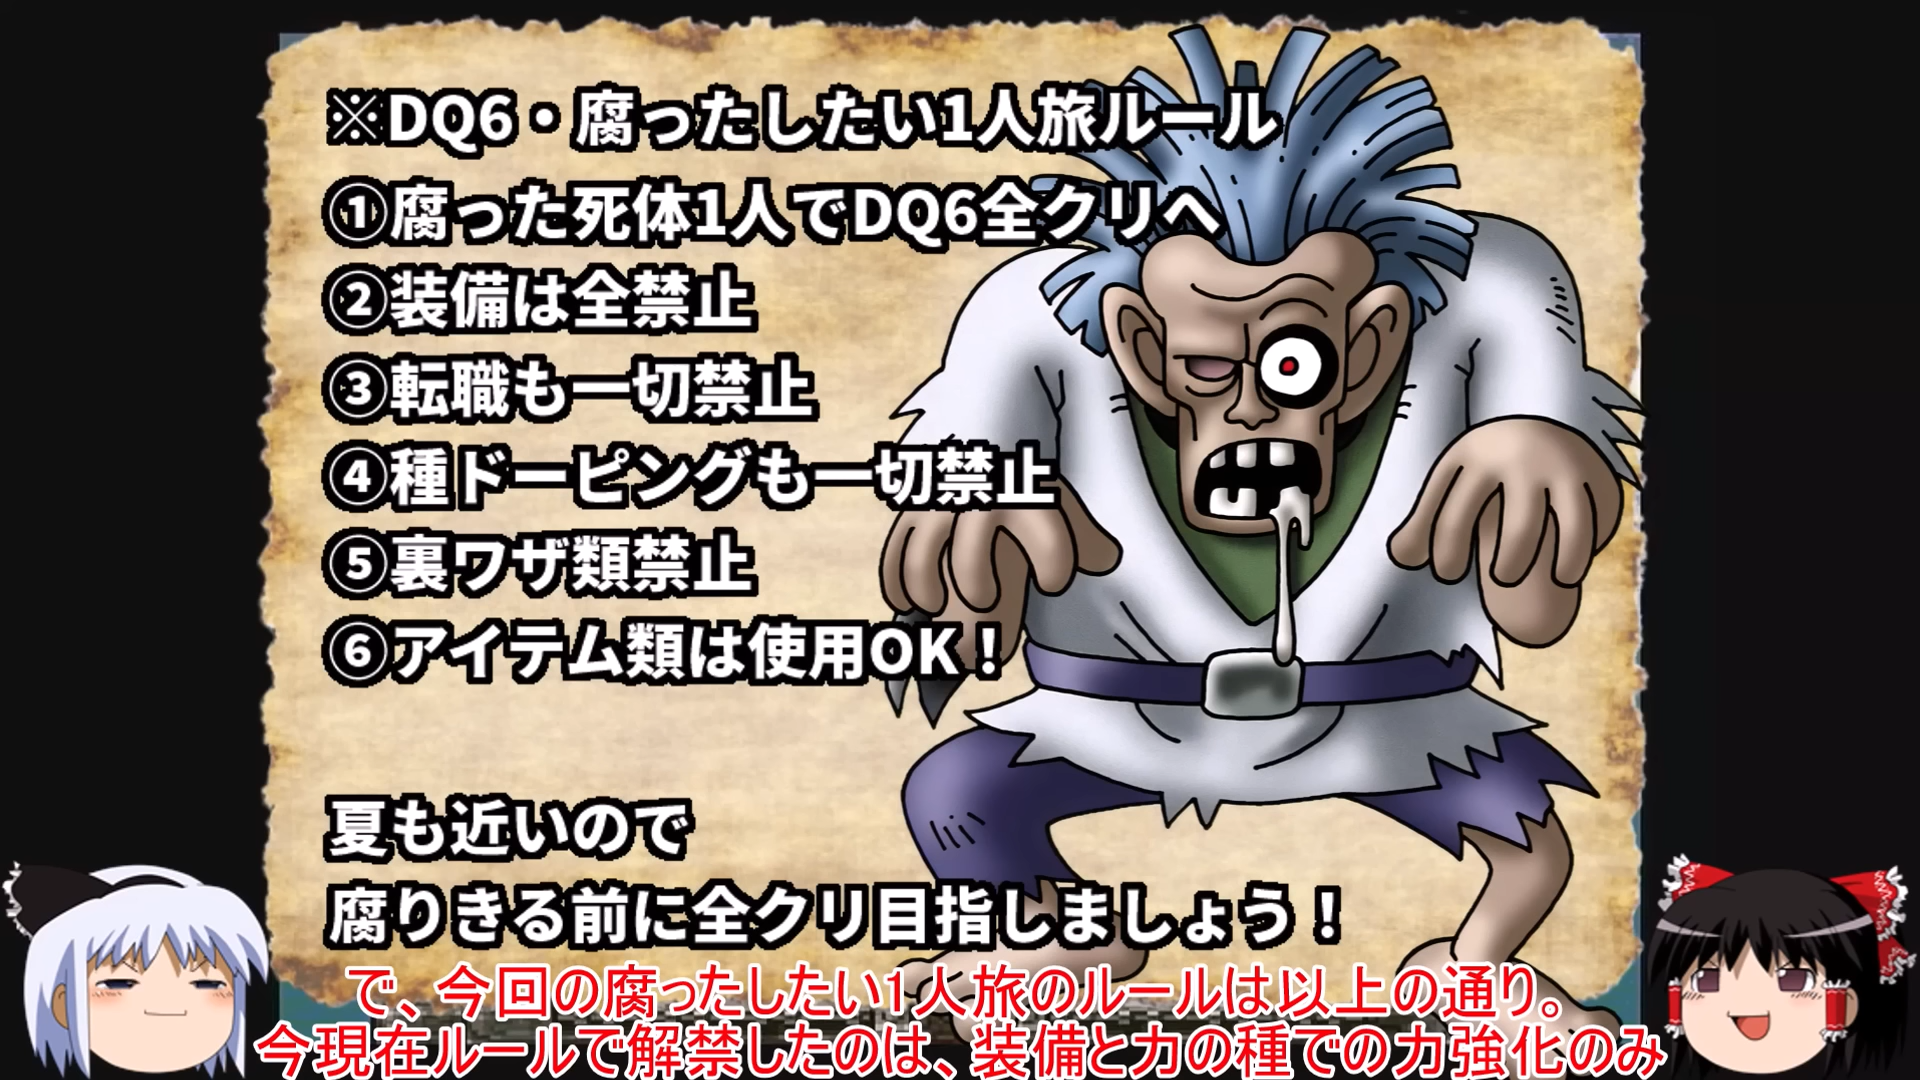 ※DQ6・腐ったしたい1人旅ルール
①腐った死体1人でDQ6全クリへ
②装備は全禁止
③転職も一切禁止
④種ドーピングも一切禁止
⑤裏ワザ類禁止
⑥アイテム類は使用OK！
夏も近いので
腐りきる前に全クリ目指しましょう！
で、今回の腐ったしたい1人旅のルールは以上の通り。
今現在ルールで解禁したのは、装備と力の種での力強化のみ